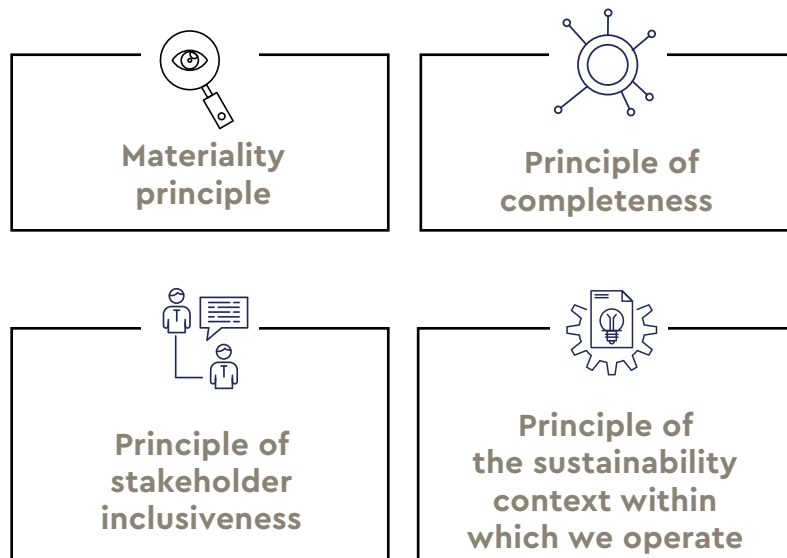 Materiality
principle
Principle of
completeness
Principle of
stakeholder
inclusiveness
Principle of
the sustainability
context within
which we operate